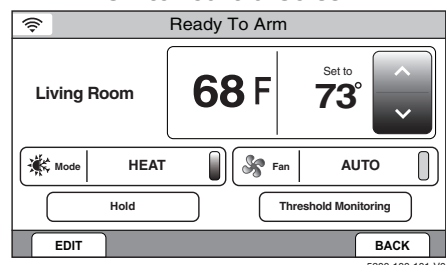 Ready To Arm
Living Room
68 F
Set to
73°
Mode
HEAT
Fan
AUTO
Hold
Threshold Monitoring
EDIT
BACK